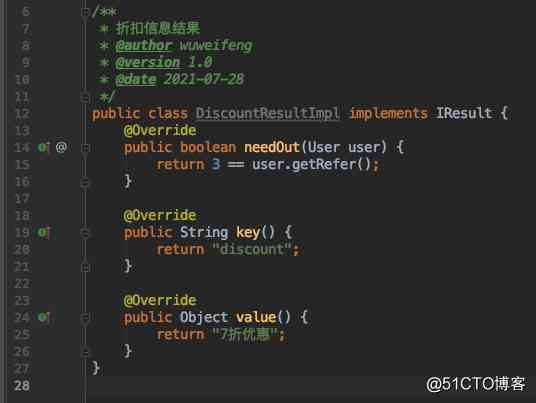 6 /**
7  * 折扣信息结果
8  * @author wuweifeng
9  * @version 1.0
10  * @date 2021-07-28
11  */
12 public class DiscountResultImpl implements IResult {
13     @Override
14 @ public boolean needOut(User user) {
15         return 3 == user.getRefer();
16     }
17
18     @Override
19     public String key() {
20         return "discount";
21     }
22
23     @Override
24     public Object value() {
25         return "7折优惠";
26     }
27 }
28
@51CTO博客